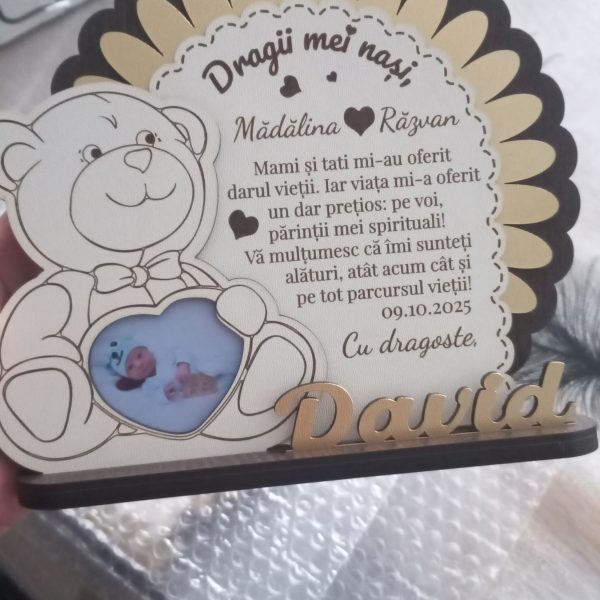 Dragii mei nași,
Mădălina Răzvan
Mami și tati mi-au oferit
darul vieții. Iar viața mi-a oferit
un dar prețios: pe voi,
părinții mei spirituali!
Vă mulțumesc că îmi sunteți
alături, atât acum cât și
pe tot parcursul vieții!
09.10.2025
Cu dragoste,
David